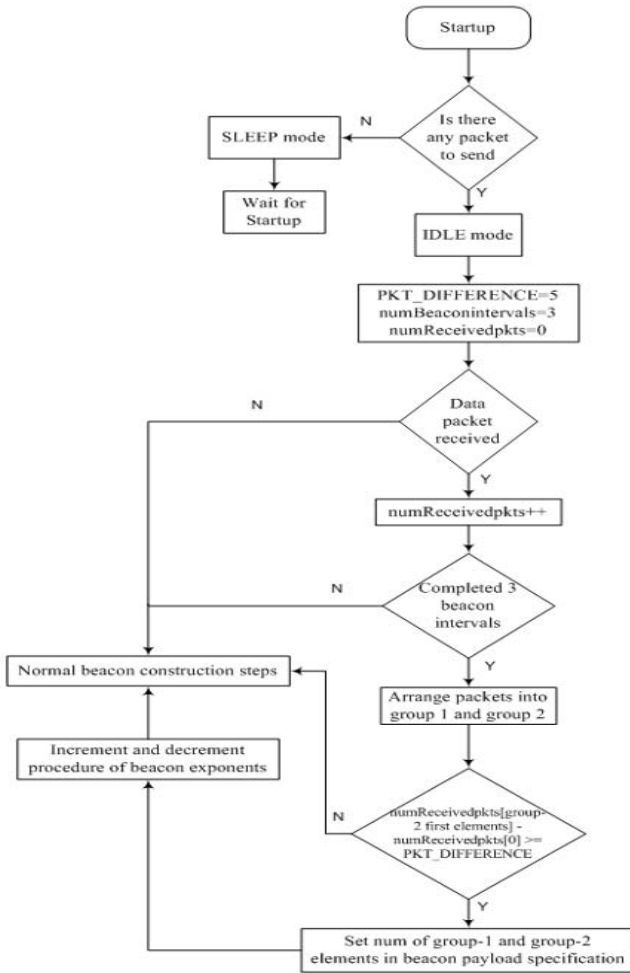 Startup
Is there
any packet
to send
N
SLEEP mode
Wait for
Startup
Y
IDLE mode
PKT_DIFFERENCE=5
numBeaconintervals=3
numReceivedpkts=0
Data
packet
received
N
Y
numReceivedpkts++
Completed 3
beacon
intervals
N
Y
Normal beacon construction steps
Arrange packets into
group 1 and group 2
Increment and decrement
procedure of beacon exponents
numReceivedpkts[group-
2 first elements] -
numReceivedpkts[0] >=
PKT_DIFFERENCE
N
Y
Set num of group-1 and group-2
elements in beacon payload specification